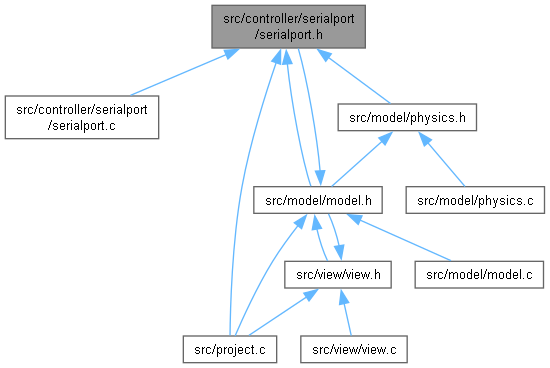 src/controller/serialport
/serialport.h
src/controller/serialport
/serialport.c
src/model/physics.h
src/model/model.h
src/model/physics.c
src/view/view.h
src/model/model.c
src/project.c
src/view/view.c